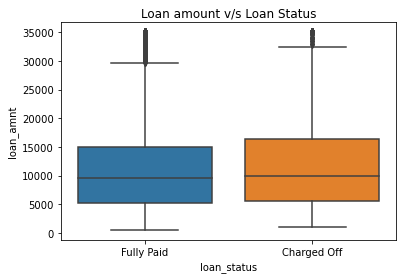 Loan amount v/s Loan Status
loan_amnt
35000
30000
25000
20000
15000
10000
5000
0
Fully Paid
Charged Off
loan_status